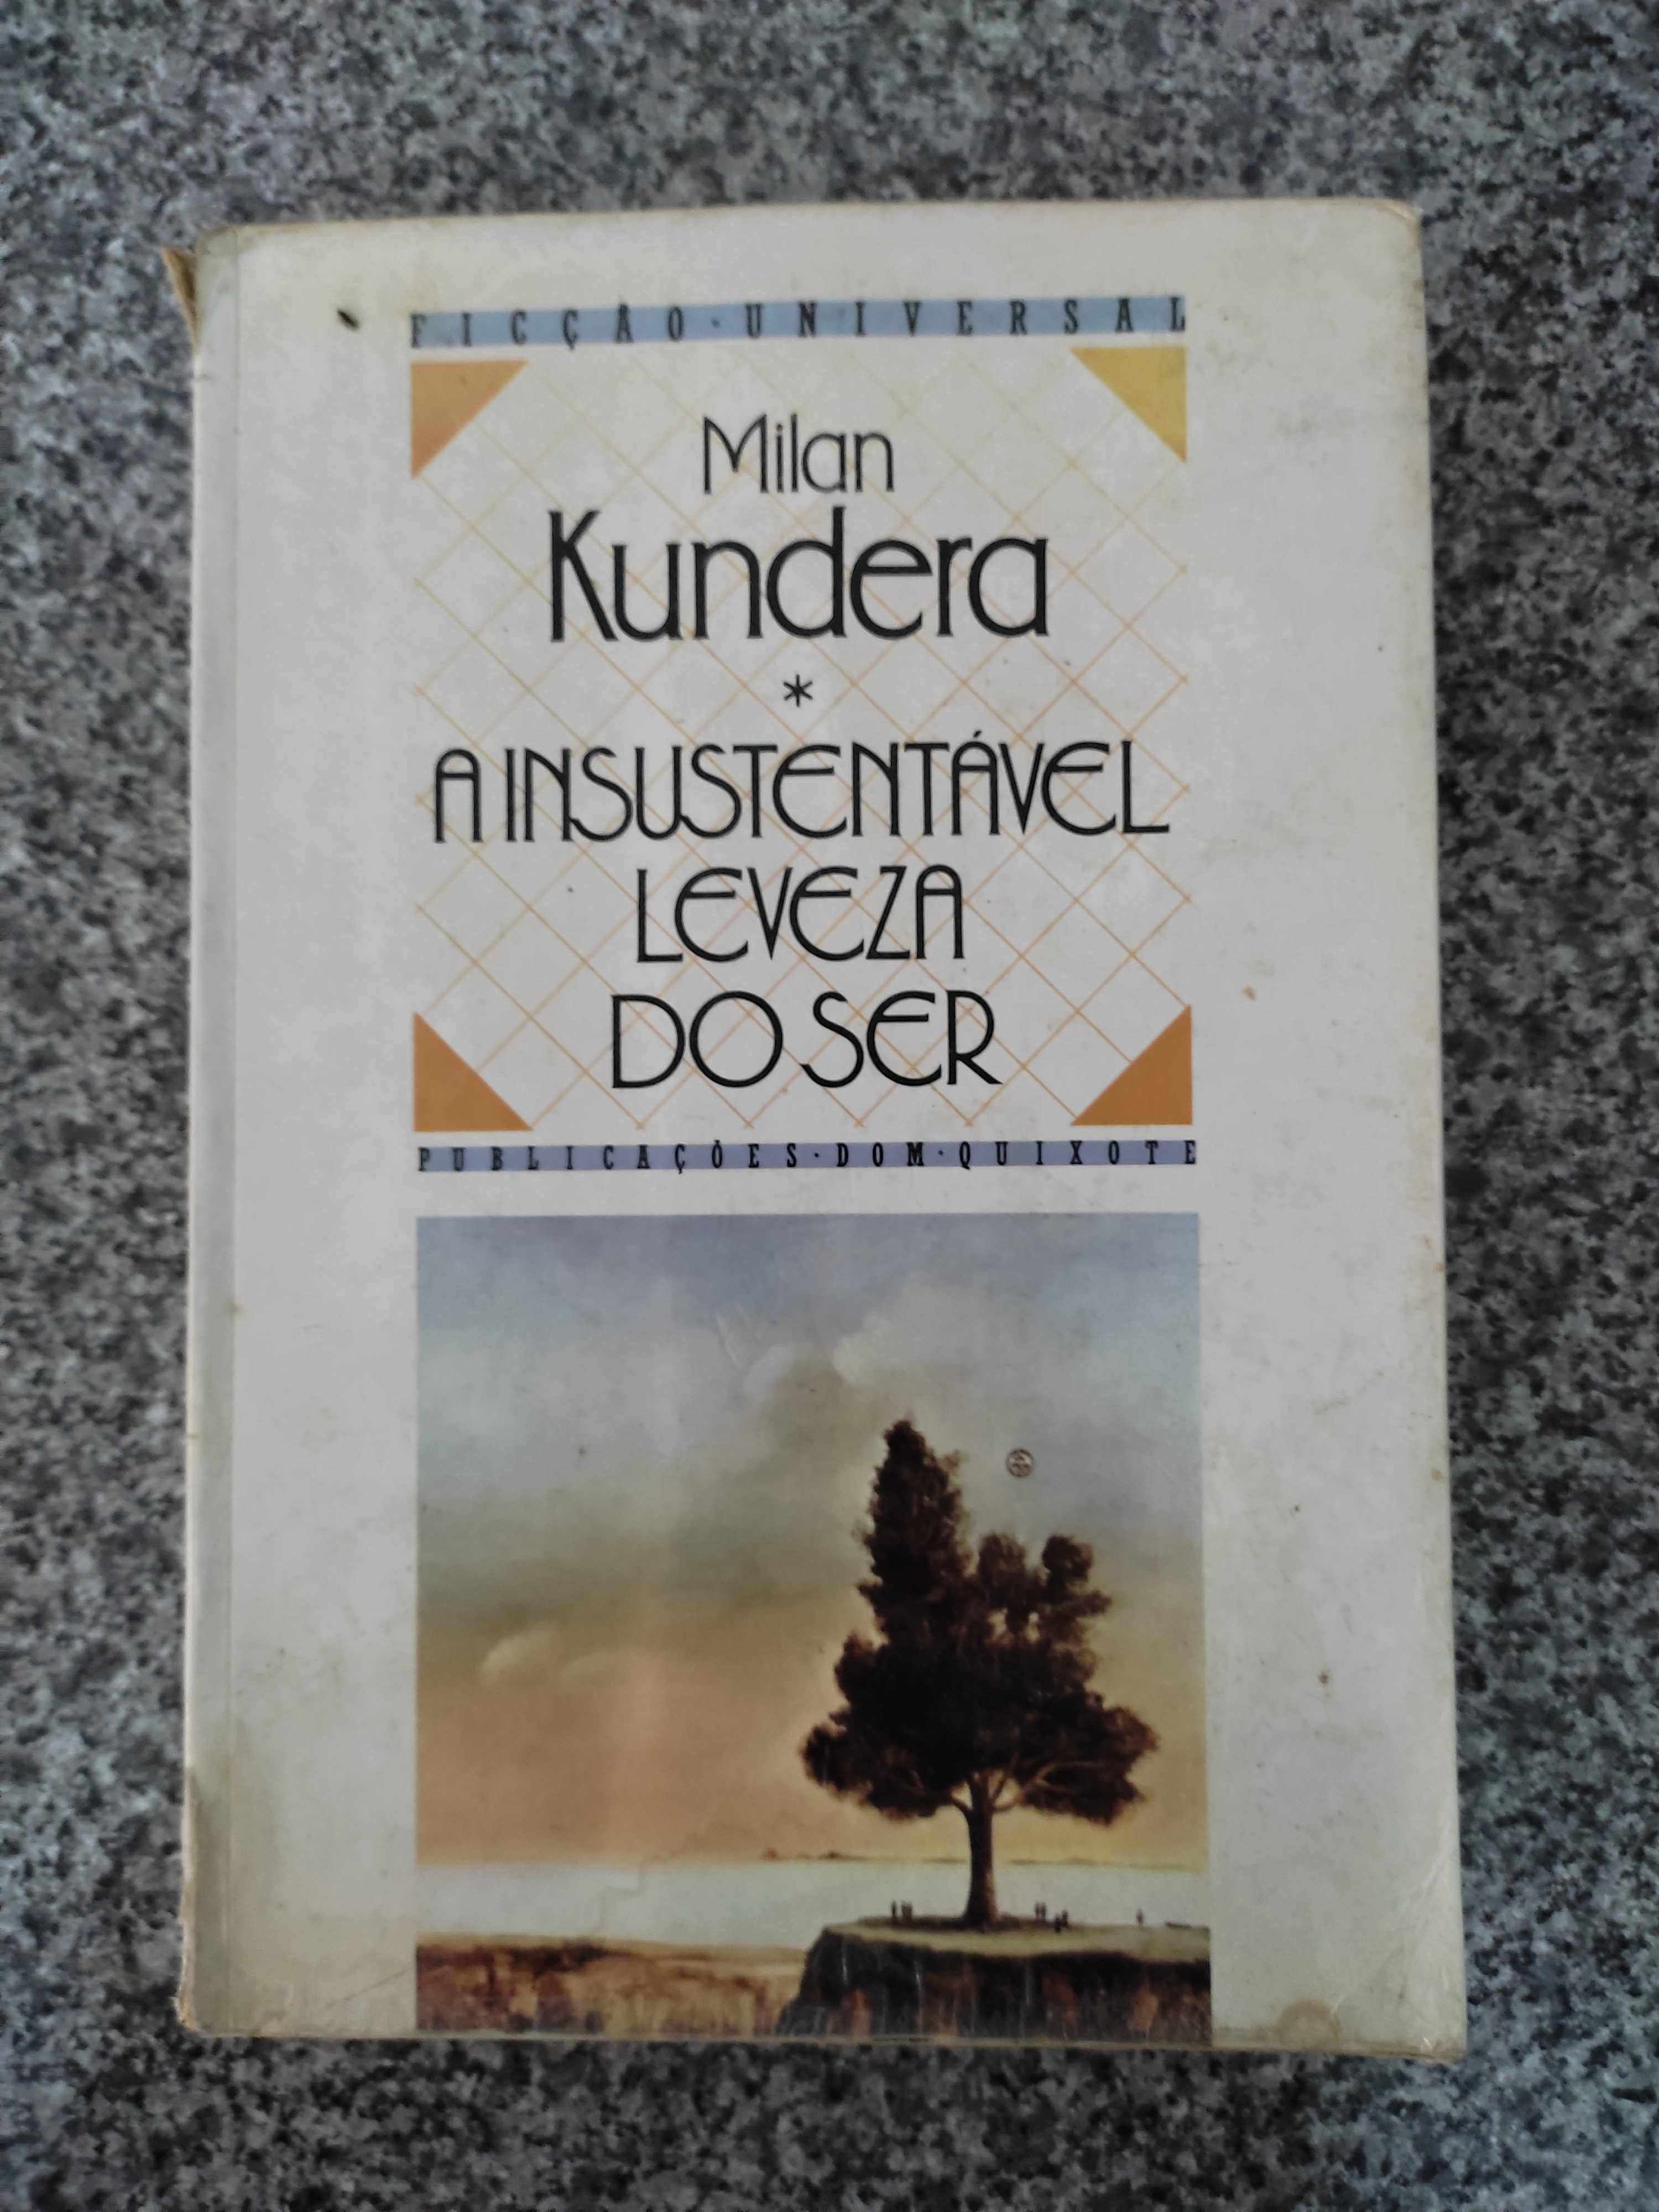 FICÇÃO·UNIVERSAL
Milan
Kundera
*
A INSUSTENTÁVEL
LEVEZA
DO SER
PUBLICAÇÕES·DOM·QUIXOTE